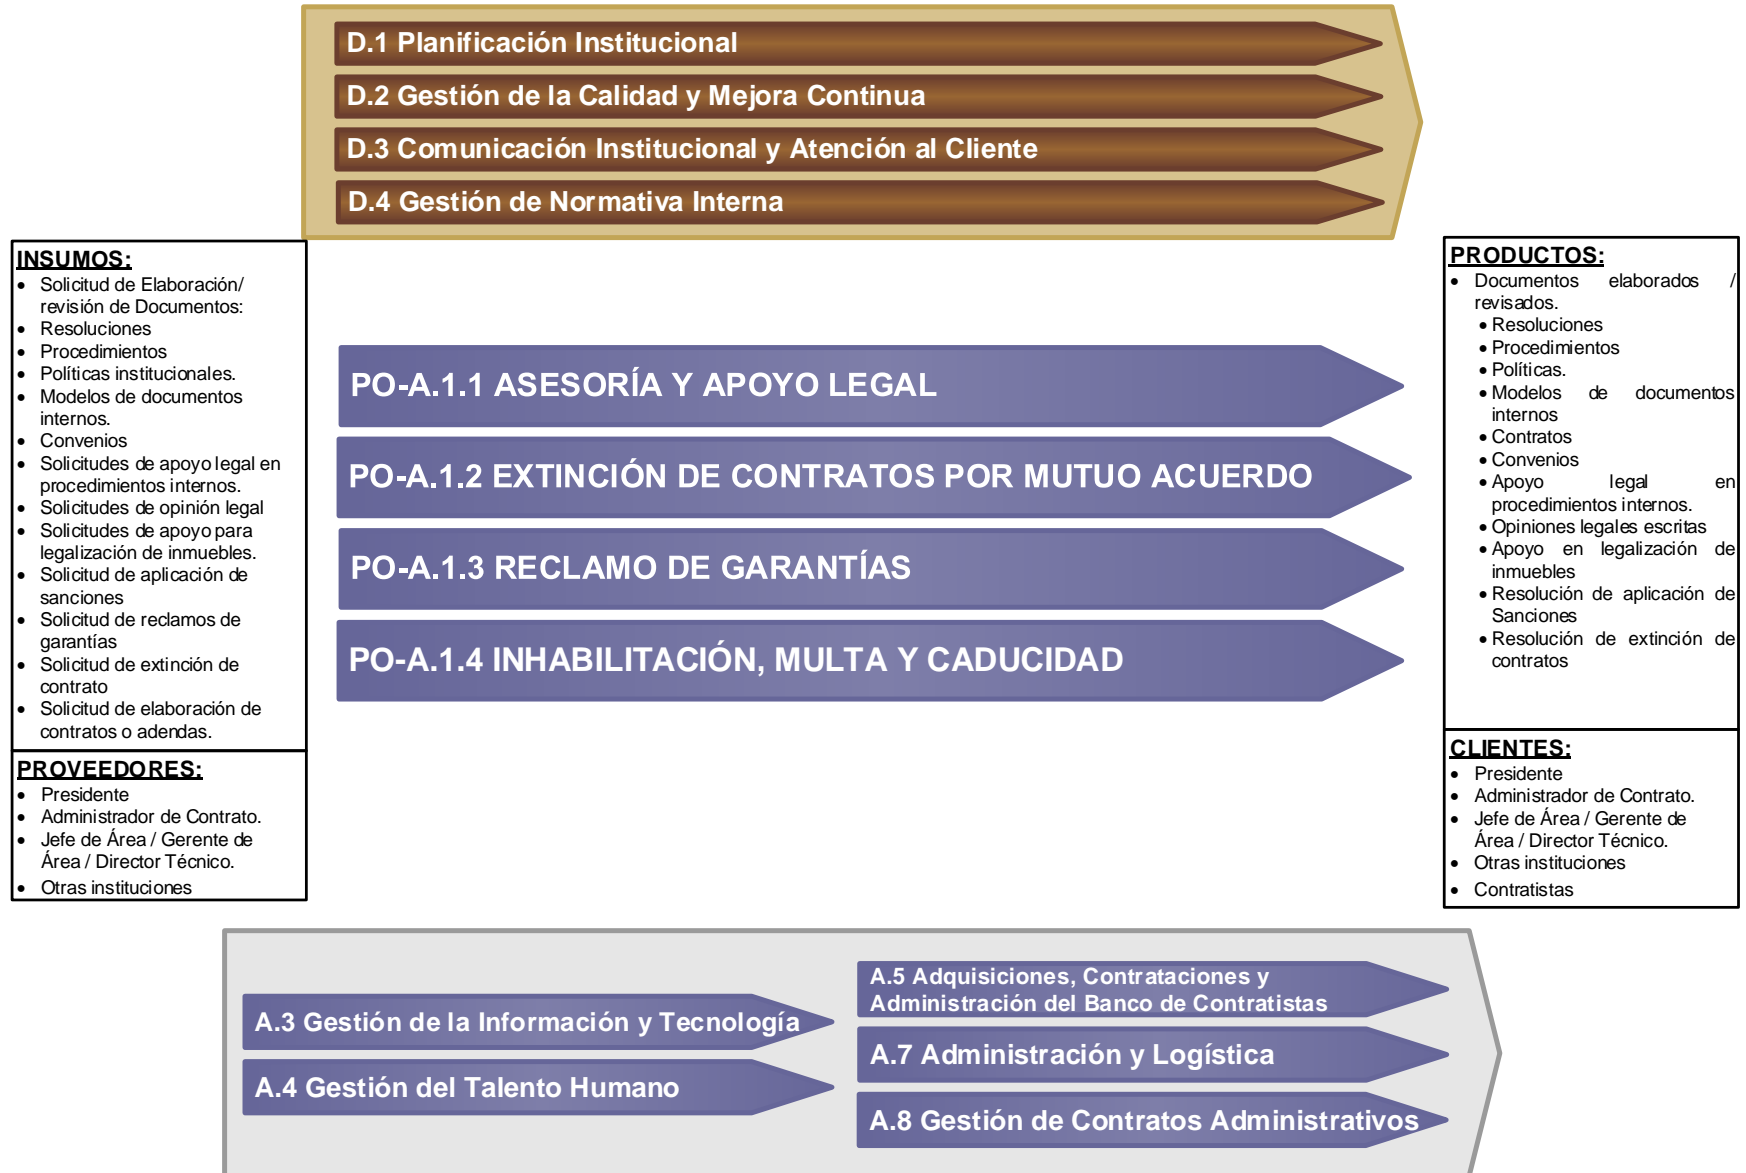 D.1 Planificación Institucional
D.2 Gestión de la Calidad y Mejora Continua
D.3 Comunicación Institucional y Atención al Cliente
D.4 Gestión de Normativa Interna
INSUMOS:
• Solicitud de Elaboración/
revisión de Documentos:
• Resoluciones
• Procedimientos
• Políticas institucionales.
• Modelos de documentos
internos.
• Convenios
• Solicitudes de apoyo legal en
procedimientos internos.
• Solicitudes de opinión legal
• Solicitudes de apoyo para
legalización de inmuebles.
• Solicitud de aplicación de
sanciones
• Solicitud de reclamos de
garantías
• Solicitud de extinción de
contrato
• Solicitud de elaboración de
contratos o adendas.
PROVEEDORES:
• Presidente
• Administrador de Contrato.
• Jefe de Área / Gerente de
Área / Director Técnico.
• Otras instituciones
PO-A.1.1 ASESORÍA Y APOYO LEGAL
PO-A.1.2 EXTINCIÓN DE CONTRATOS POR MUTUO ACUERDO
PO-A.1.3 RECLAMO DE GARANTÍAS
PO-A.1.4 INHABILITACIÓN, MULTA Y CADUCIDAD
PRODUCTOS:
• Documentos elaborados /
revisados.
• Resoluciones
• Procedimientos
• Políticas.
• Modelos de documentos
internos
• Contratos
• Convenios
• Apoyo legal en
procedimientos internos.
• Opiniones legales escritas
• Apoyo en legalización de
inmuebles
• Resolución de aplicación de
Sanciones
• Resolución de extinción de
contratos
CLIENTES:
• Presidente
• Administrador de Contrato.
• Jefe de Área / Gerente de
Área / Director Técnico.
• Otras instituciones
• Contratistas
A.3 Gestión de la Información y Tecnología
A.4 Gestión del Talento Humano
A.5 Adquisiciones, Contrataciones y
Administración del Banco de Contratistas
A.7 Administración y Logística
A.8 Gestión de Contratos Administrativos